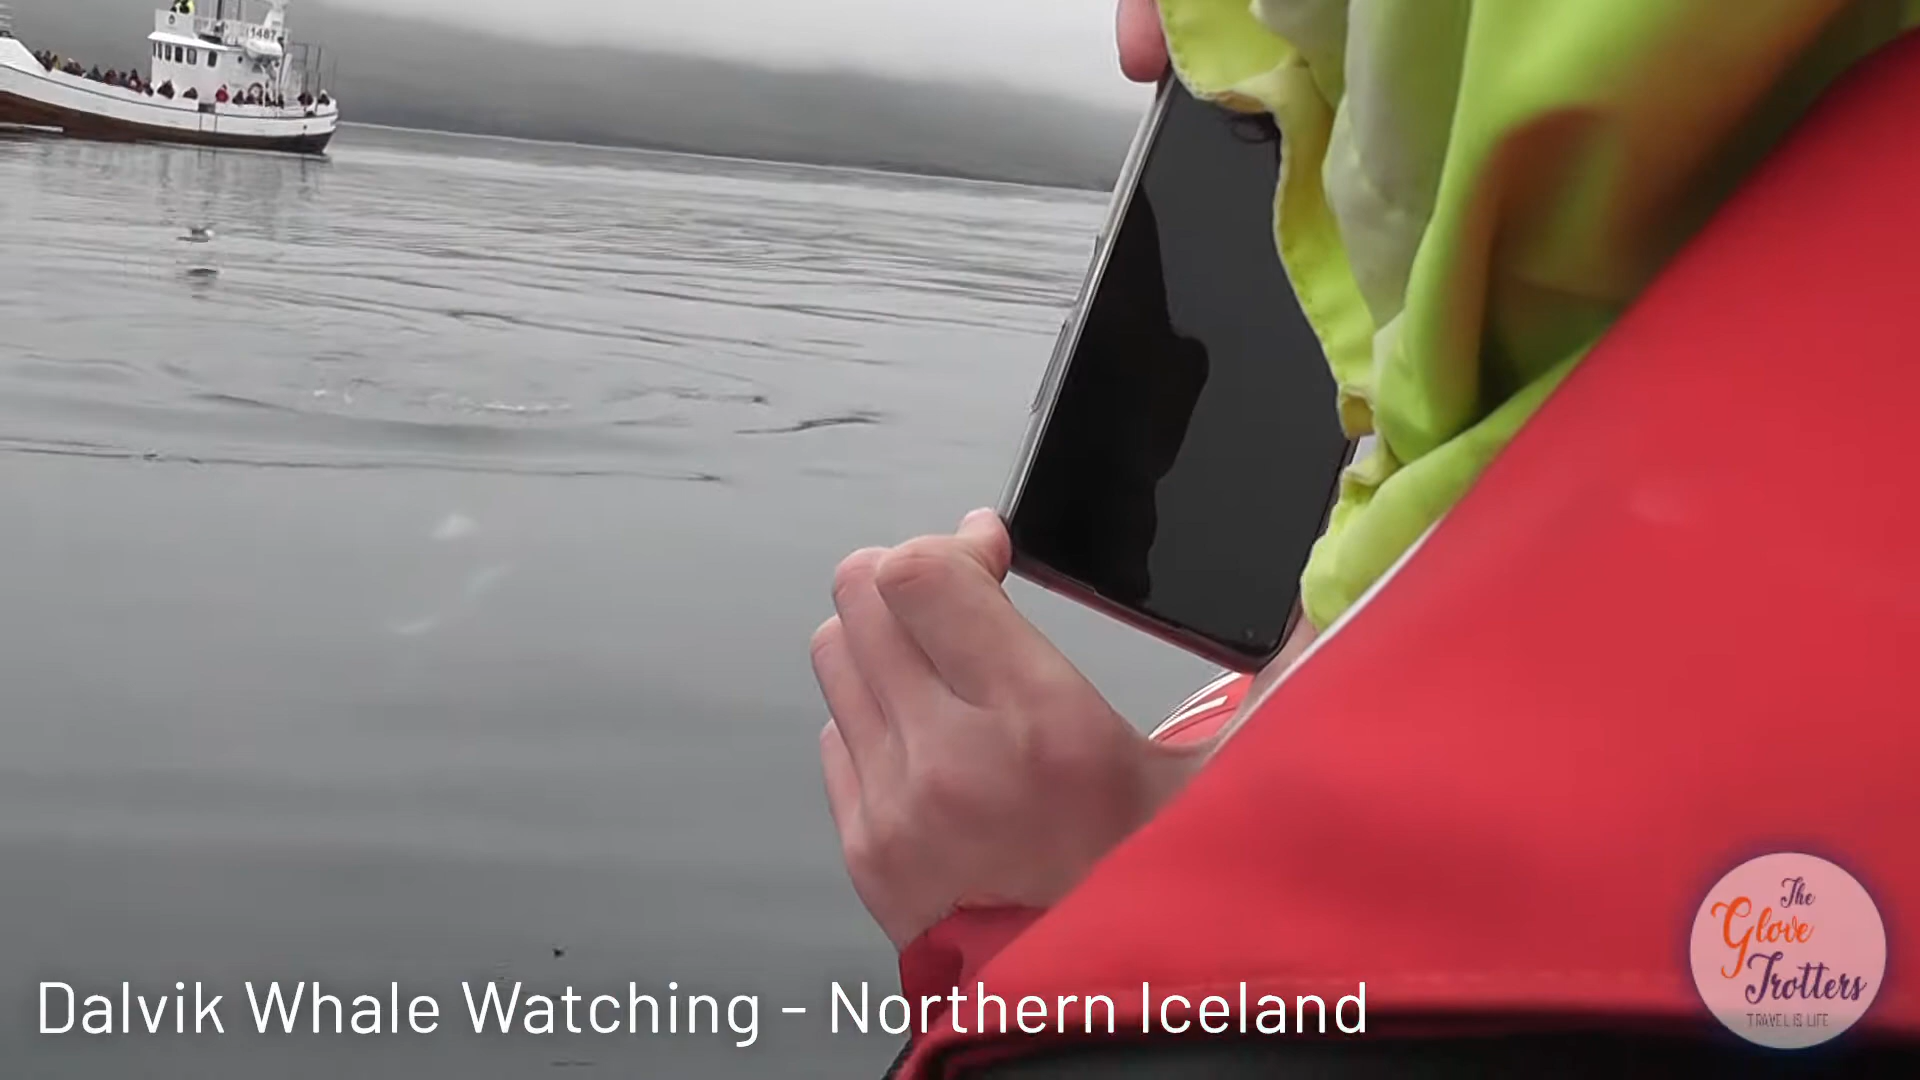 1487
Dalvik Whale Watching - Northern Iceland
The
Glove
Trotters
TRAVEL IS LIFE